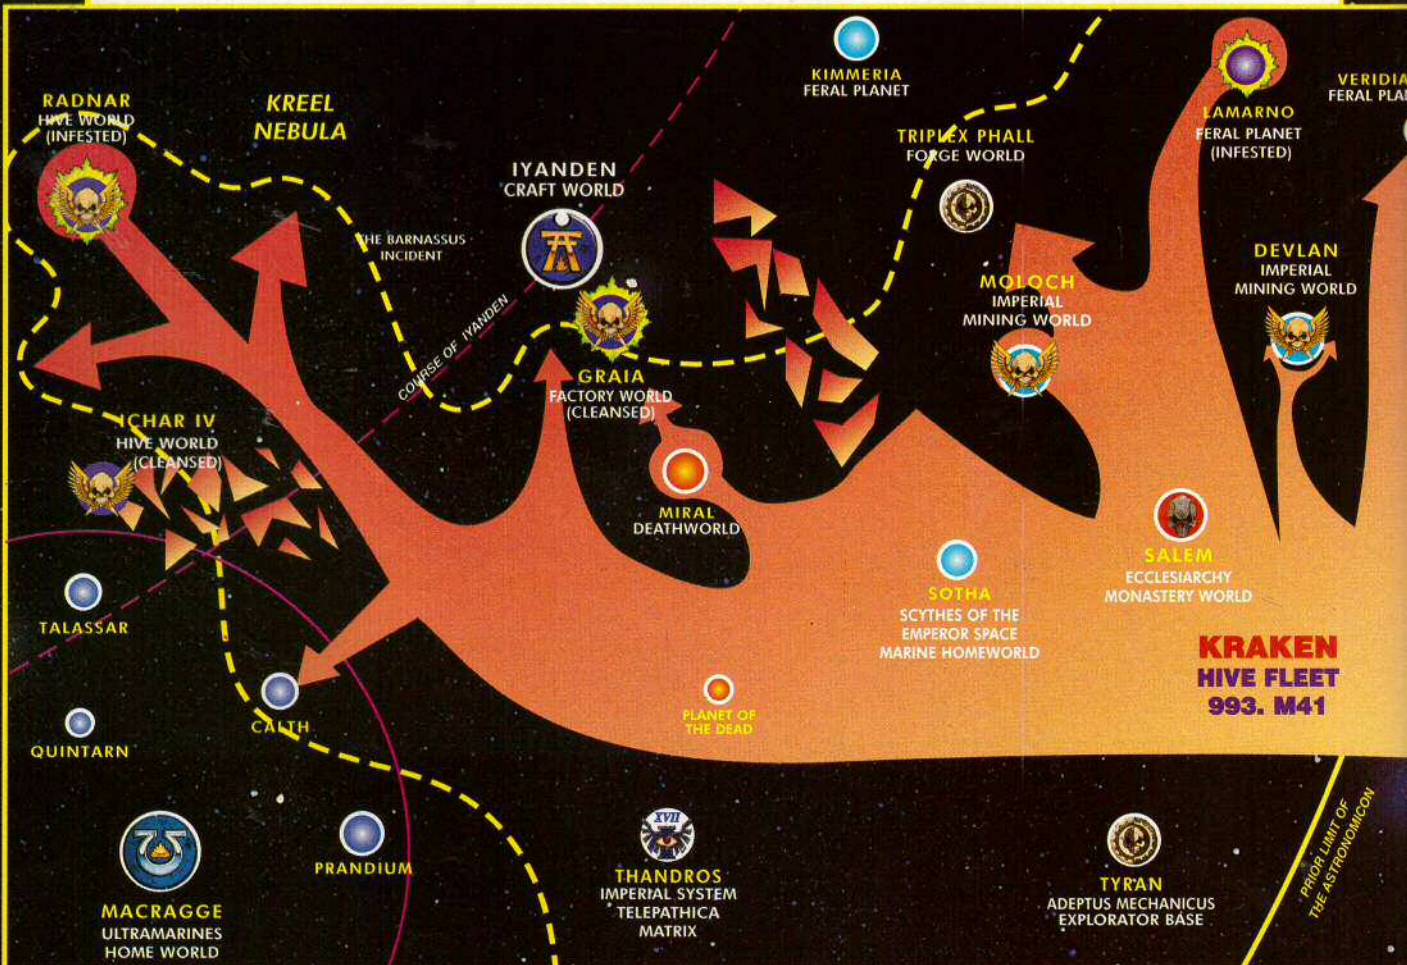 RADNAR
HIVE WORLD
(INFESTED)
KREEL
NEBULA
IYANDEN
CRAFT WORLD
THE BARNASSUS
INCIDENT
COURSE OF IYANDEN
KIMMERIA
FERAL PLANET
TRIPLEX PHALL
FORGE WORLD
LAMARNO
FERAL PLANET
(INFESTED)
MOLOCH
IMPERIAL
MINING WORLD
DEVLAN
IMPERIAL
MINING WORLD
GRAIA
FACTORY WORLD
(CLEANSED)
ICHAR IV
HIVE WORLD
(CLEANSED)
MIRAL
DEATHWORLD
SALEM
ECCLESIARCHY
MONASTERY WORLD
SOTHA
SCYTHES OF THE
EMPEROR SPACE
MARINE HOMEWORLD
TALASSAR
KRAKEN
HIVE FLEET
993. M41
PLANET OF
THE DEAD
CALTH
QUINTARN
PRANDIUM
MACRAGGE
ULTRAMARINES
HOME WORLD
XVII
THANDROS
IMPERIAL SYSTEM
TELEPATHICA
MATRIX
TYRAN
ADEPTUS MECHANICUS
EXPLORATOR BASE
PRIOR LIMIT OF
THE ASTRONOMICON